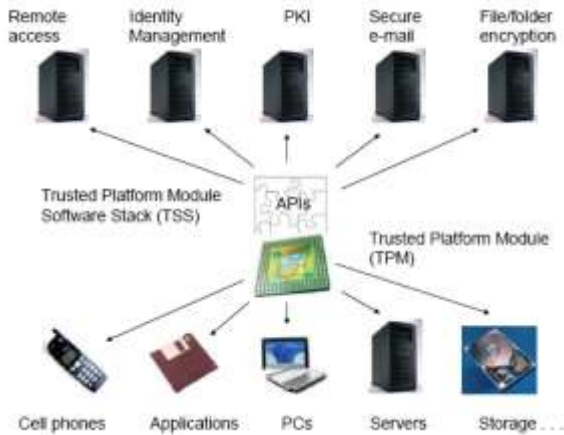 Remote
access
Identity
Management
PKI
Secure
e-mail
File/folder
encryption
Trusted Platform Module
Software Stack (TSS)
APIs
Trusted Platform Module
(TPM)
Cell phones
Applications
PCs
Servers
Storage . . .